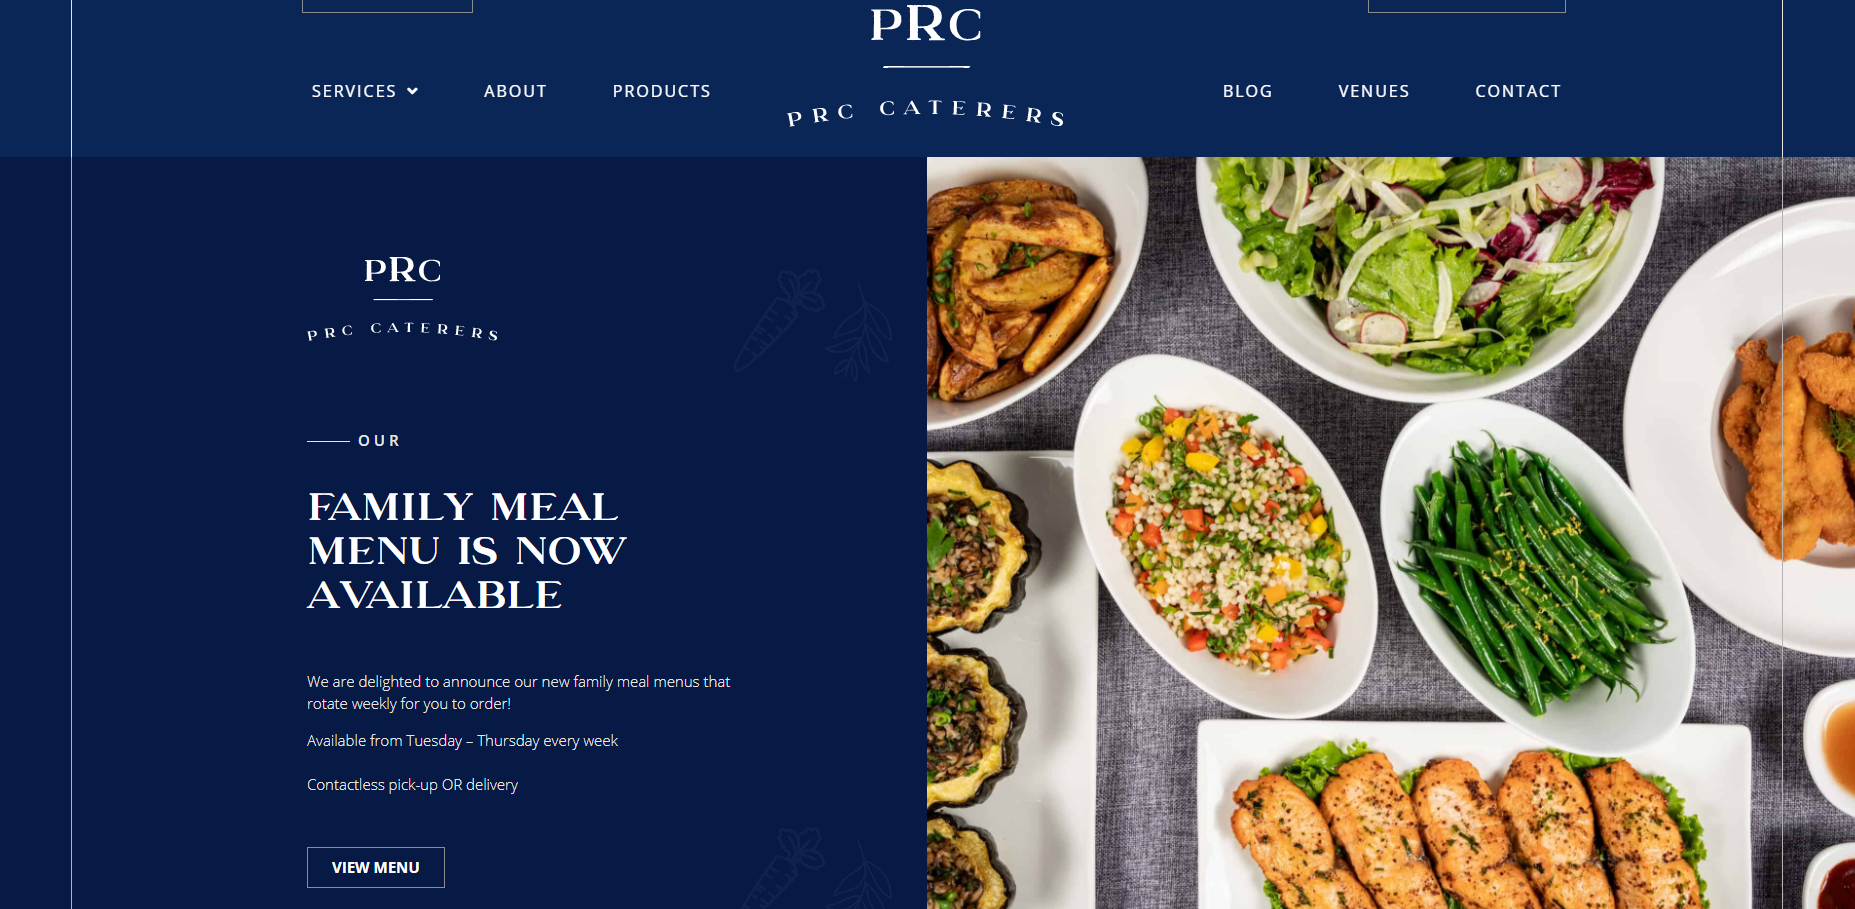 PRC
SERVICES
ABOUT
PRODUCTS
PRC CATERERS
BLOG
VENUES
CONTACT
PRC
PRC CATERERS
OUR
FAMILY MEAL
MENU IS NOW
AVAILABLE
We are delighted to announce our new family meal menus that
rotate weekly for you to order!
Available from Tuesday – Thursday every week
Contactless pick-up OR delivery
VIEW MENU